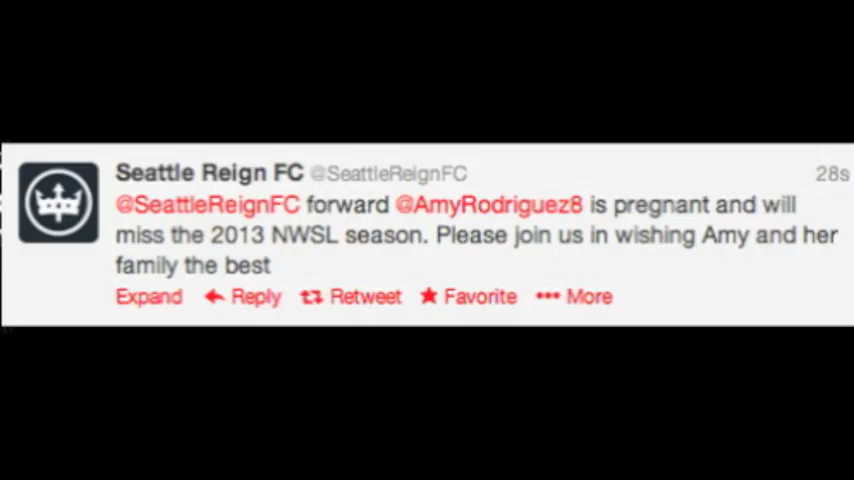 Seattle Reign FC @SeattleReignFC 28s
@SeattleReignFC forward @AmyRodriguez8 is pregnant and will
miss the 2013 NWSL season. Please join us in wishing Amy and her
family the best
Expand Reply Retweet Favorite More